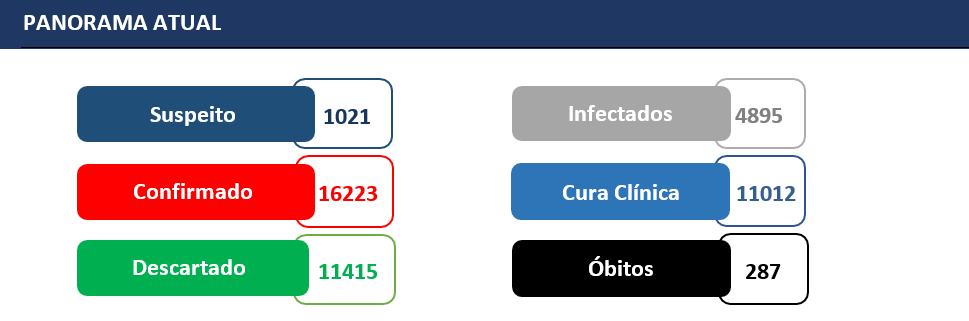 PANORAMA ATUAL
Suspeito 1021
Infectados 4895
Confirmado 16223
Cura Clínica 11012
Descartado 11415
Óbitos 287